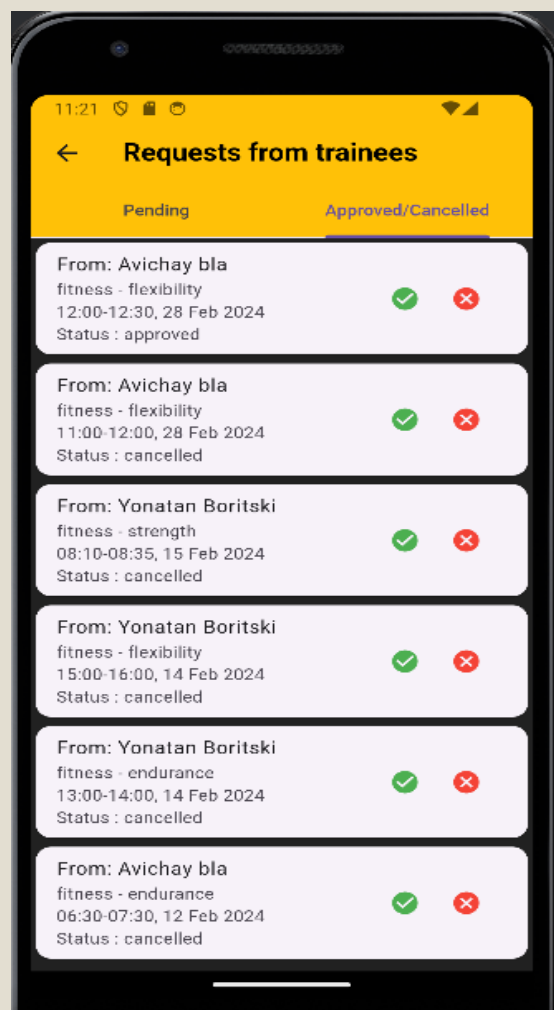 11:21
Requests from trainees
Pending Approved/Cancelled
From: Avichay bla
fitness - flexibility
12:00-12:30, 28 Feb 2024
Status : approved
From: Avichay bla
fitness - flexibility
11:00-12:00, 28 Feb 2024
Status : cancelled
From: Yonatan Boritski
fitness - strength
08:10-08:35, 15 Feb 2024
Status : cancelled
From: Yonatan Boritski
fitness - flexibility
15:00-16:00, 14 Feb 2024
Status : cancelled
From: Yonatan Boritski
fitness - endurance
13:00-14:00, 14 Feb 2024
Status : cancelled
From: Avichay bla
fitness - endurance
06:30-07:30, 12 Feb 2024
Status : cancelled